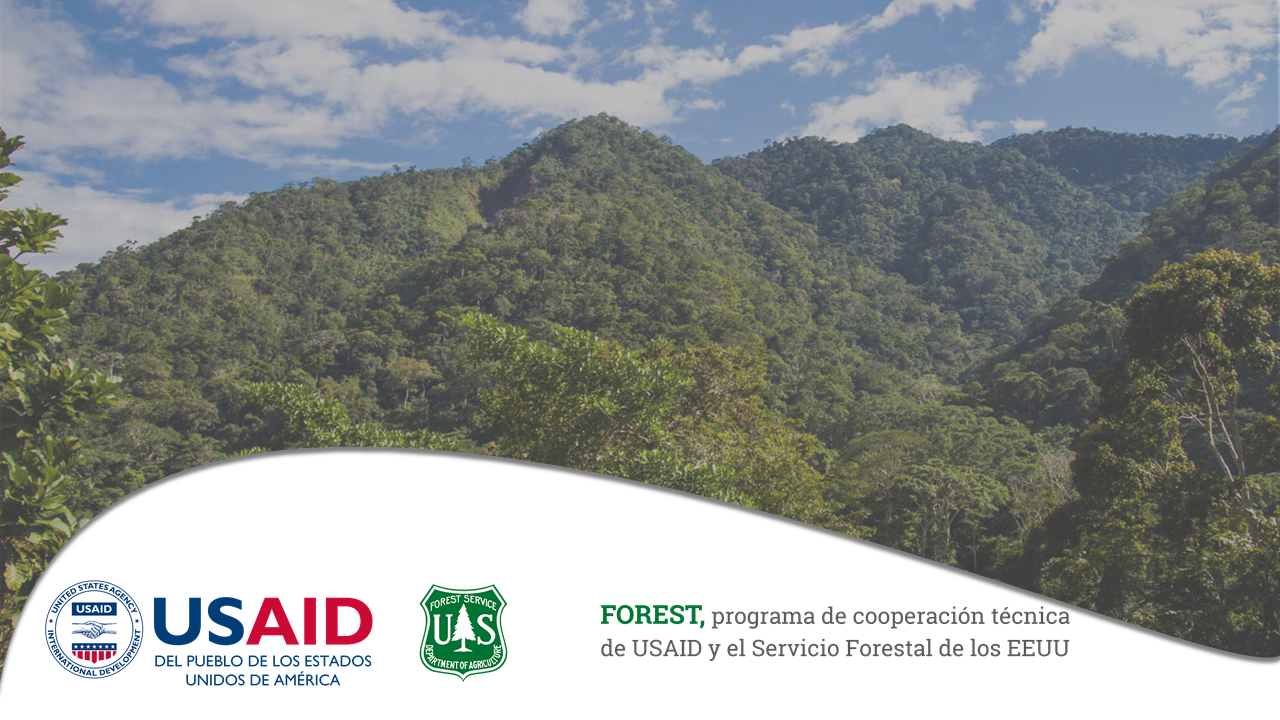 UNITED STATES AGENCY
USAID
INTERNATIONAL DEVELOPMENT
USAID
DEL PUEBLO DE LOS ESTADOS
UNIDOS DE AMÉRICA
FOREST SERVICE
U S
DEPARTMENT OF AGRICULTURE
FOREST, programa de cooperación técnica
de USAID y el Servicio Forestal de los EEUU